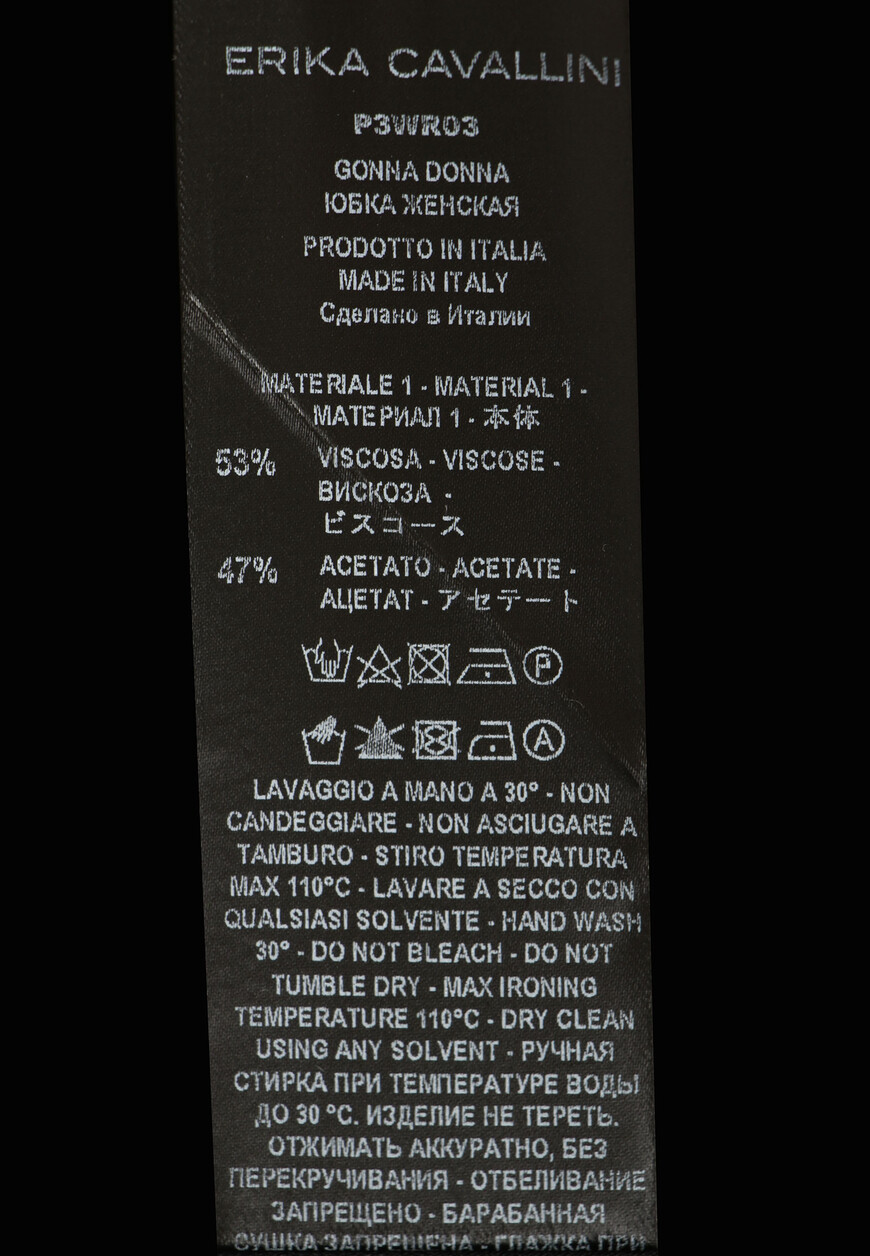 ERIKA CAVALLINI
P3WR03
GONNA DONNA
ЮБКА ЖЕНСКАЯ
PRODOTTO IN ITALIA
MADE IN ITALY
Сделано в Италии
MATERIALE 1 - MATERIAL 1 -
МАТЕРИАЛ 1 - 本体
53% VISCOSA - VISCOSE -
ВИСКОЗА -
ビスコース
47% ACETATO - ACETATE -
АЦЕТАТ - アセテート
P
A
LAVAGGIO A MANO A 30° - NON
CANDEGGIARE - NON ASCIUGARE A
TAMBURO - STIRO TEMPERATURA
MAX 110°C - LAVARE A SECCO CON
QUALSIASI SOLVENTE - HAND WASH
30° - DO NOT BLEACH - DO NOT
TUMBLE DRY - MAX IRONING
TEMPERATURE 110°C - DRY CLEAN
USING ANY SOLVENT - РУЧНАЯ
СТИРКА ПРИ ТЕМПЕРАТУРЕ ВОДЫ
ДО 30 °С. ИЗДЕЛИЕ НЕ ТЕРЕТЬ.
ОТЖИМАТЬ АККУРАТНО, БЕЗ
ПЕРЕКРУЧИВАНИЯ - ОТБЕЛИВАНИЕ
ЗАПРЕЩЕНО - БАРАБАННАЯ
СУШКА ЗАПРЕЩЕНА - ГЛАЖКА ПРИ